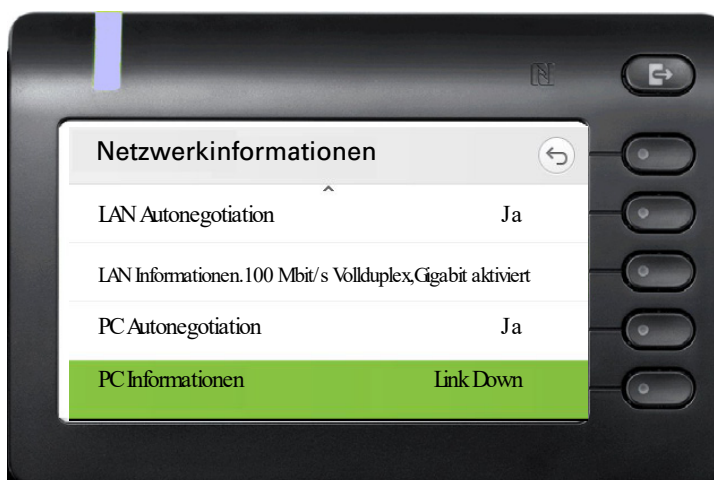 Netzwerkinformationen
LAN Autonegotiation Ja
LAN Informationen.100 Mbit/s Vollduplex,Gigabit aktiviert
PC Autonegotiation Ja
PC Informationen Link Down